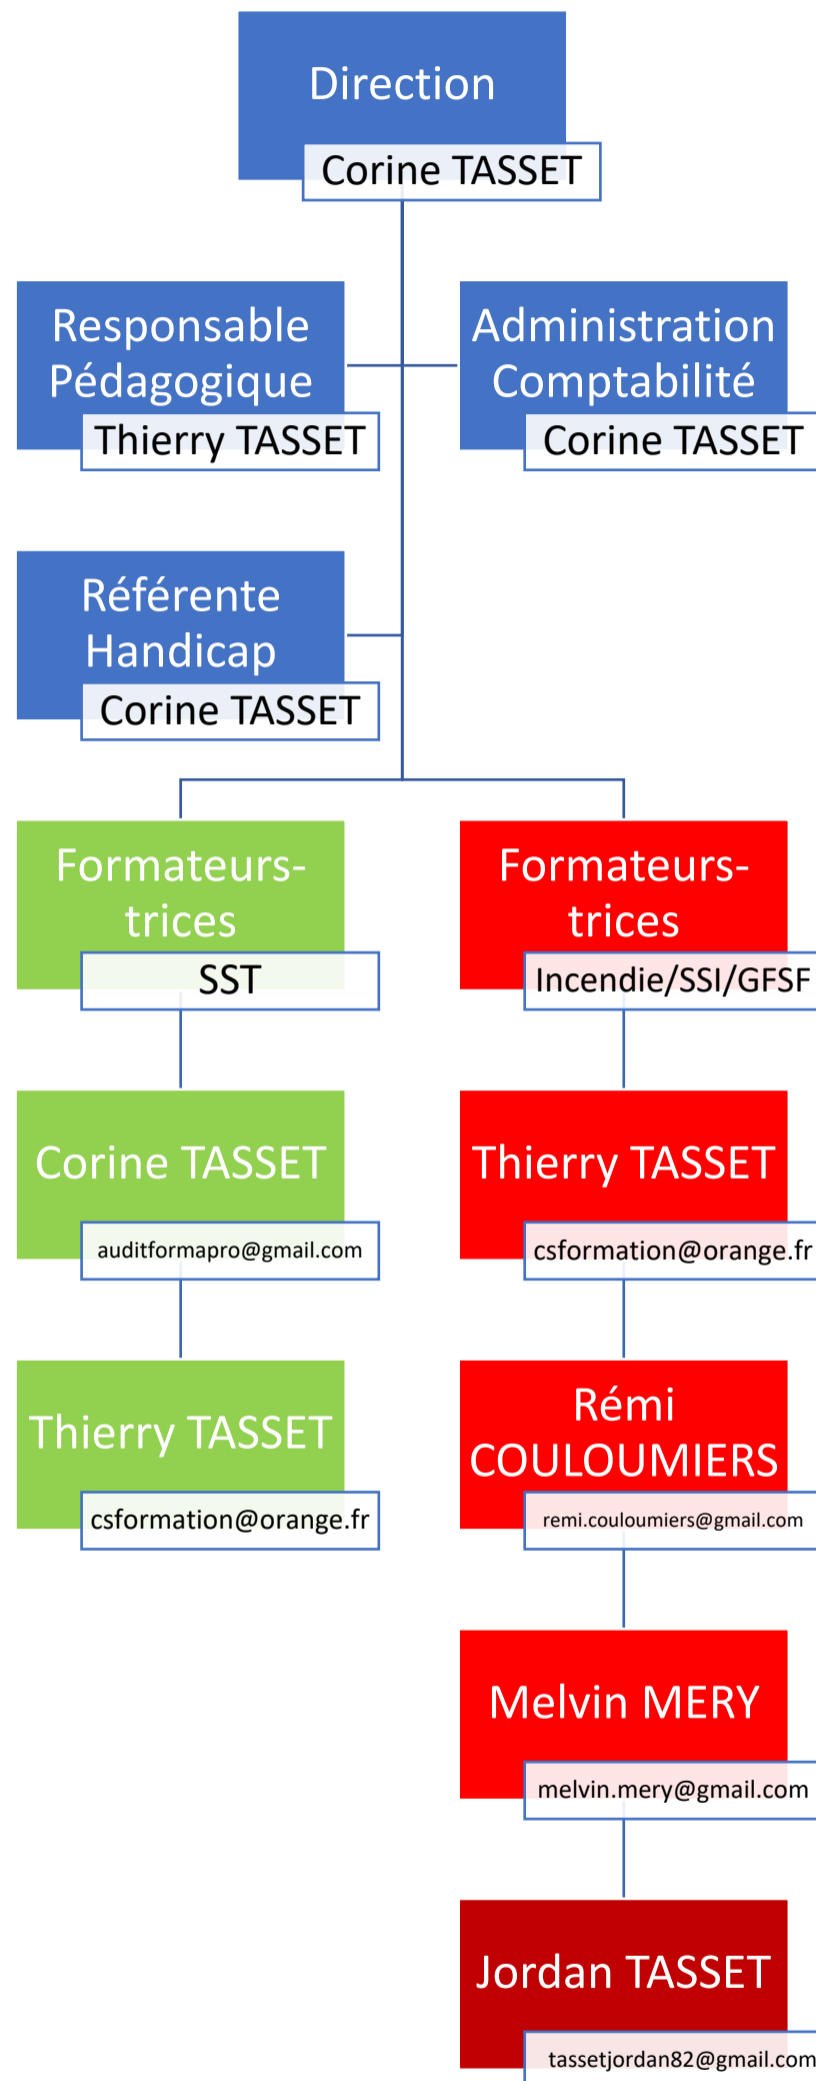 Direction
Corine TASSET
Responsable
Pédagogique
Thierry TASSET
Administration
Comptabilité
Corine TASSET
Référente
Handicap
Corine TASSET
Formateurs-
trices
SST
Formateurs-
trices
Incendie/SSI/GFSF
Corine TASSET
auditformapro@gmail.com
Thierry TASSET
csformation@orange.fr
Thierry TASSET
csformation@orange.fr
Rémi
COULOUMIERS
remi.couloumiers@gmail.com
Melvin MERY
melvin.mery@gmail.com
Jordan TASSET
tassetjordan82@gmail.com